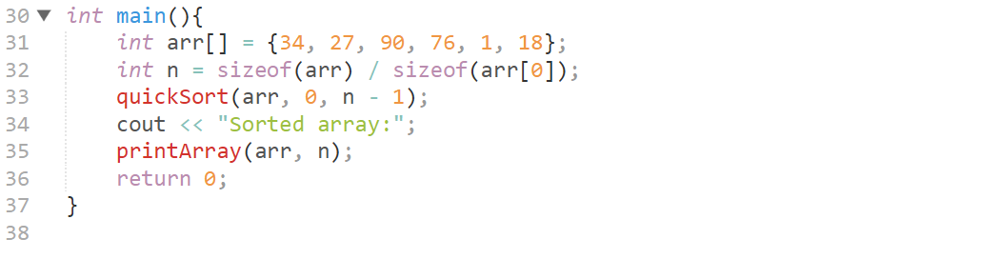 30 ▼ int main(){
31     int arr[] = {34, 27, 90, 76, 1, 18};
32     int n = sizeof(arr) / sizeof(arr[0]);
33     quickSort(arr, 0, n - 1);
34     cout << "Sorted array:";
35     printArray(arr, n);
36     return 0;
37 }
38